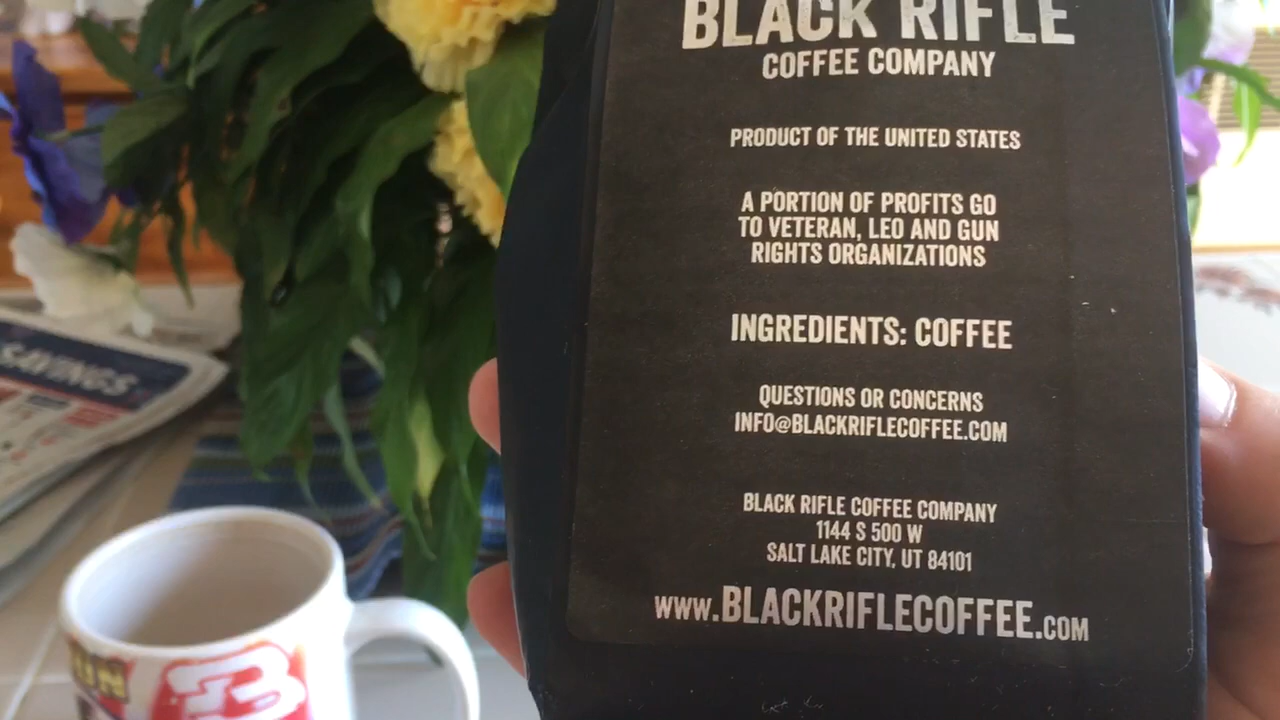 BLACK RIFLE
COFFEE COMPANY
PRODUCT OF THE UNITED STATES
A PORTION OF PROFITS GO
TO VETERAN, LEO AND GUN
RIGHTS ORGANIZATIONS
INGREDIENTS: COFFEE
QUESTIONS OR CONCERNS
INFO@BLACKRIFLECOFFEE.COM
BLACK RIFLE COFFEE COMPANY
1144 S 500 W
SALT LAKE CITY, UT 84101
www.BLACKRIFLECOFFEE.COM
SAVINGS